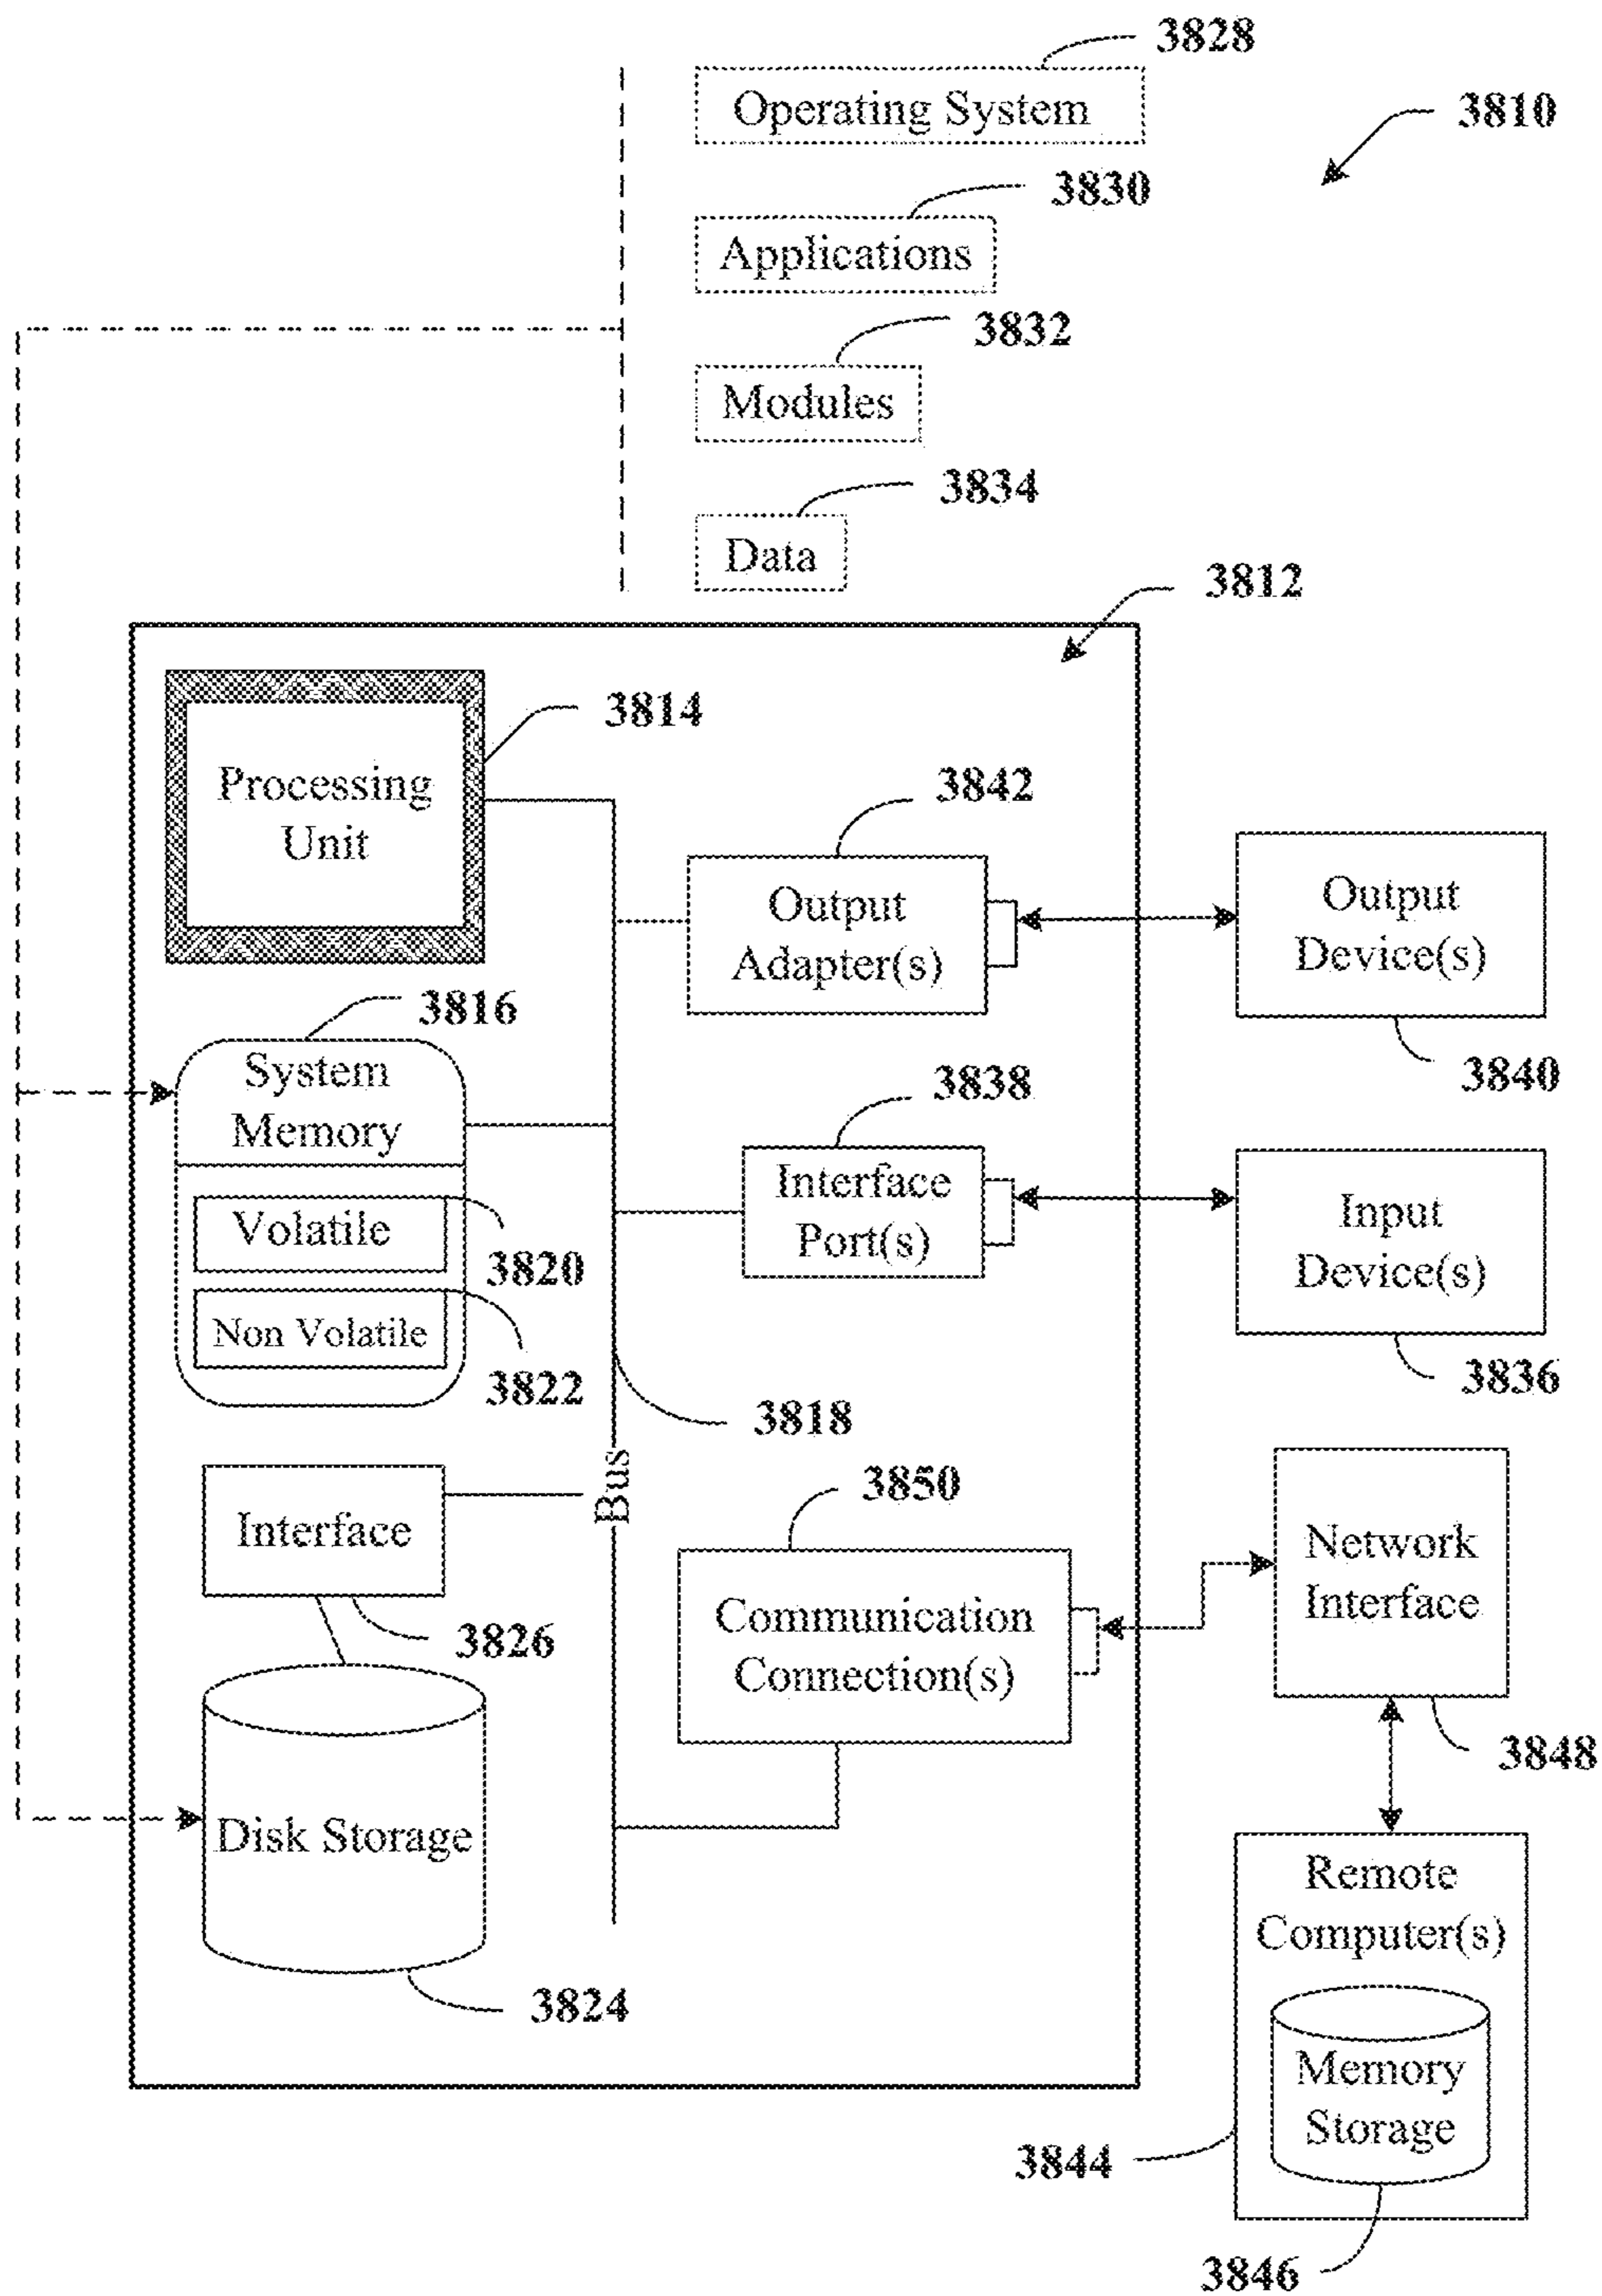 3828
Operating System
3810
3830
Applications
3832
Modules
3834
Data
3812
3814
Processing
Unit
3842
Output
Adapter(s)
Output
Device(s)
3840
3816
System
Memory
Volatile
3820
Non Volatile
3822
3838
Interface
Port(s)
Input
Device(s)
3836
3818
Bus
Interface
3826
3850
Communication
Connection(s)
Network
Interface
3848
Disk Storage
3824
Remote
Computer(s)
Memory
Storage
3844
3846